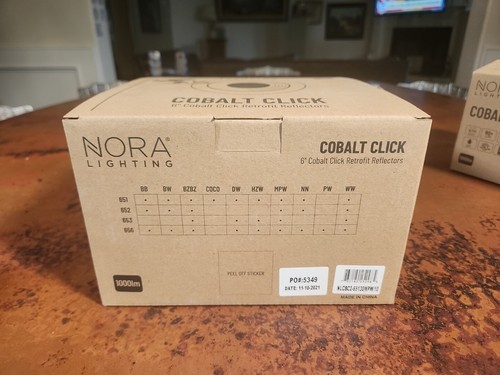 COBALT CLICK
6" Cobalt Click Retrofit Reflectors
NORA
LIGHTING
COBALT CLICK
6" Cobalt Click Retrofit Reflectors
BB BW BZBZ COCO DW HZW MPW NN PW WW
651
652
653
656
PEEL OFF STICKER
1000lm
PO#:5349
DATE: 11-10-2021
MADE IN CHINA
NORA
COBA